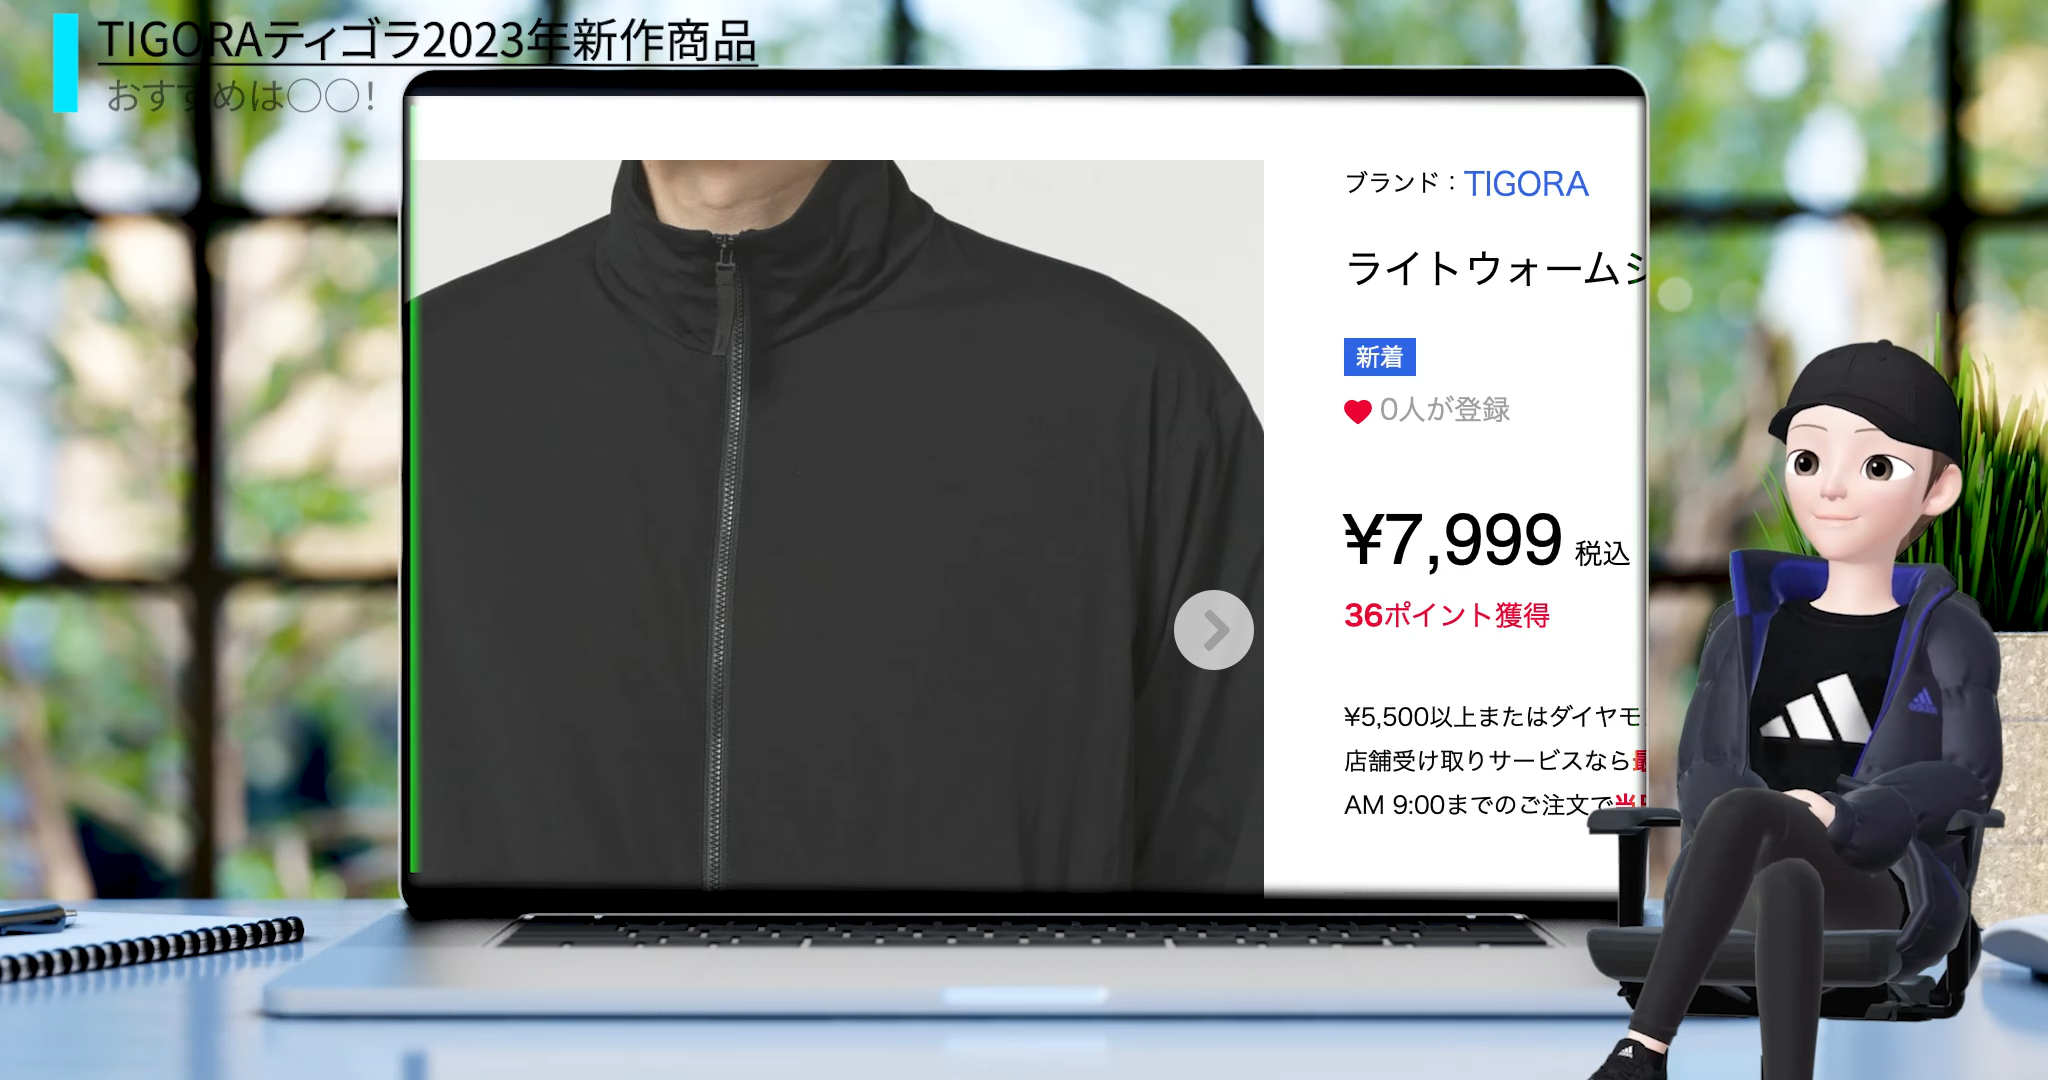 TIGORAティゴラ2023年新作商品
おすすめは○○!
ブランド：TIGORA
ライトウォームジ
新着
0人が登録
¥7,999 税込
36ポイント獲得
¥5,500以上またはダイヤモ
店舗受け取りサービスなら最
AM 9:00までのご注文で当日